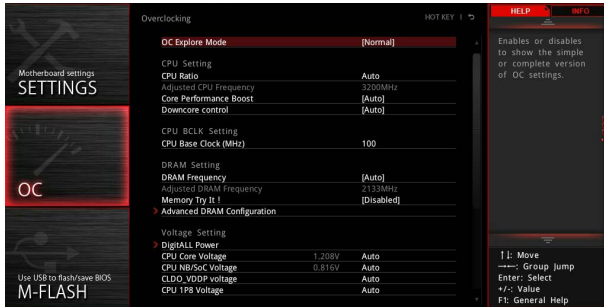 Overclocking
HOT KEY
HELP
INFO
OC Explore Mode [Normal]
CPU Setting
CPU Ratio Auto
Adjusted CPU Frequency 3200MHz
Core Performance Boost [Auto]
Downcore control [Auto]
CPU BCLK Setting
CPU Base Clock (MHz) 100
DRAM Setting
DRAM Frequency [Auto]
Adjusted DRAM Frequency 2133MHz
Memory Try It ! [Disabled]
Advanced DRAM Configuration
Voltage Setting
DigitALL Power
CPU Core Voltage 1.208V Auto
CPU NB/SoC Voltage 0.816V Auto
CLDO_VDDP voltage Auto
CPU 1P8 Voltage Auto
Motherboard settings
SETTINGS
OC
Use USB to flash/save BIOS
M-FLASH
Enables or disables
to show the simple
or complete version
of OC settings.
↑↓: Move
→←: Group Jump
Enter: Select
+/-: Value
F1: General Help